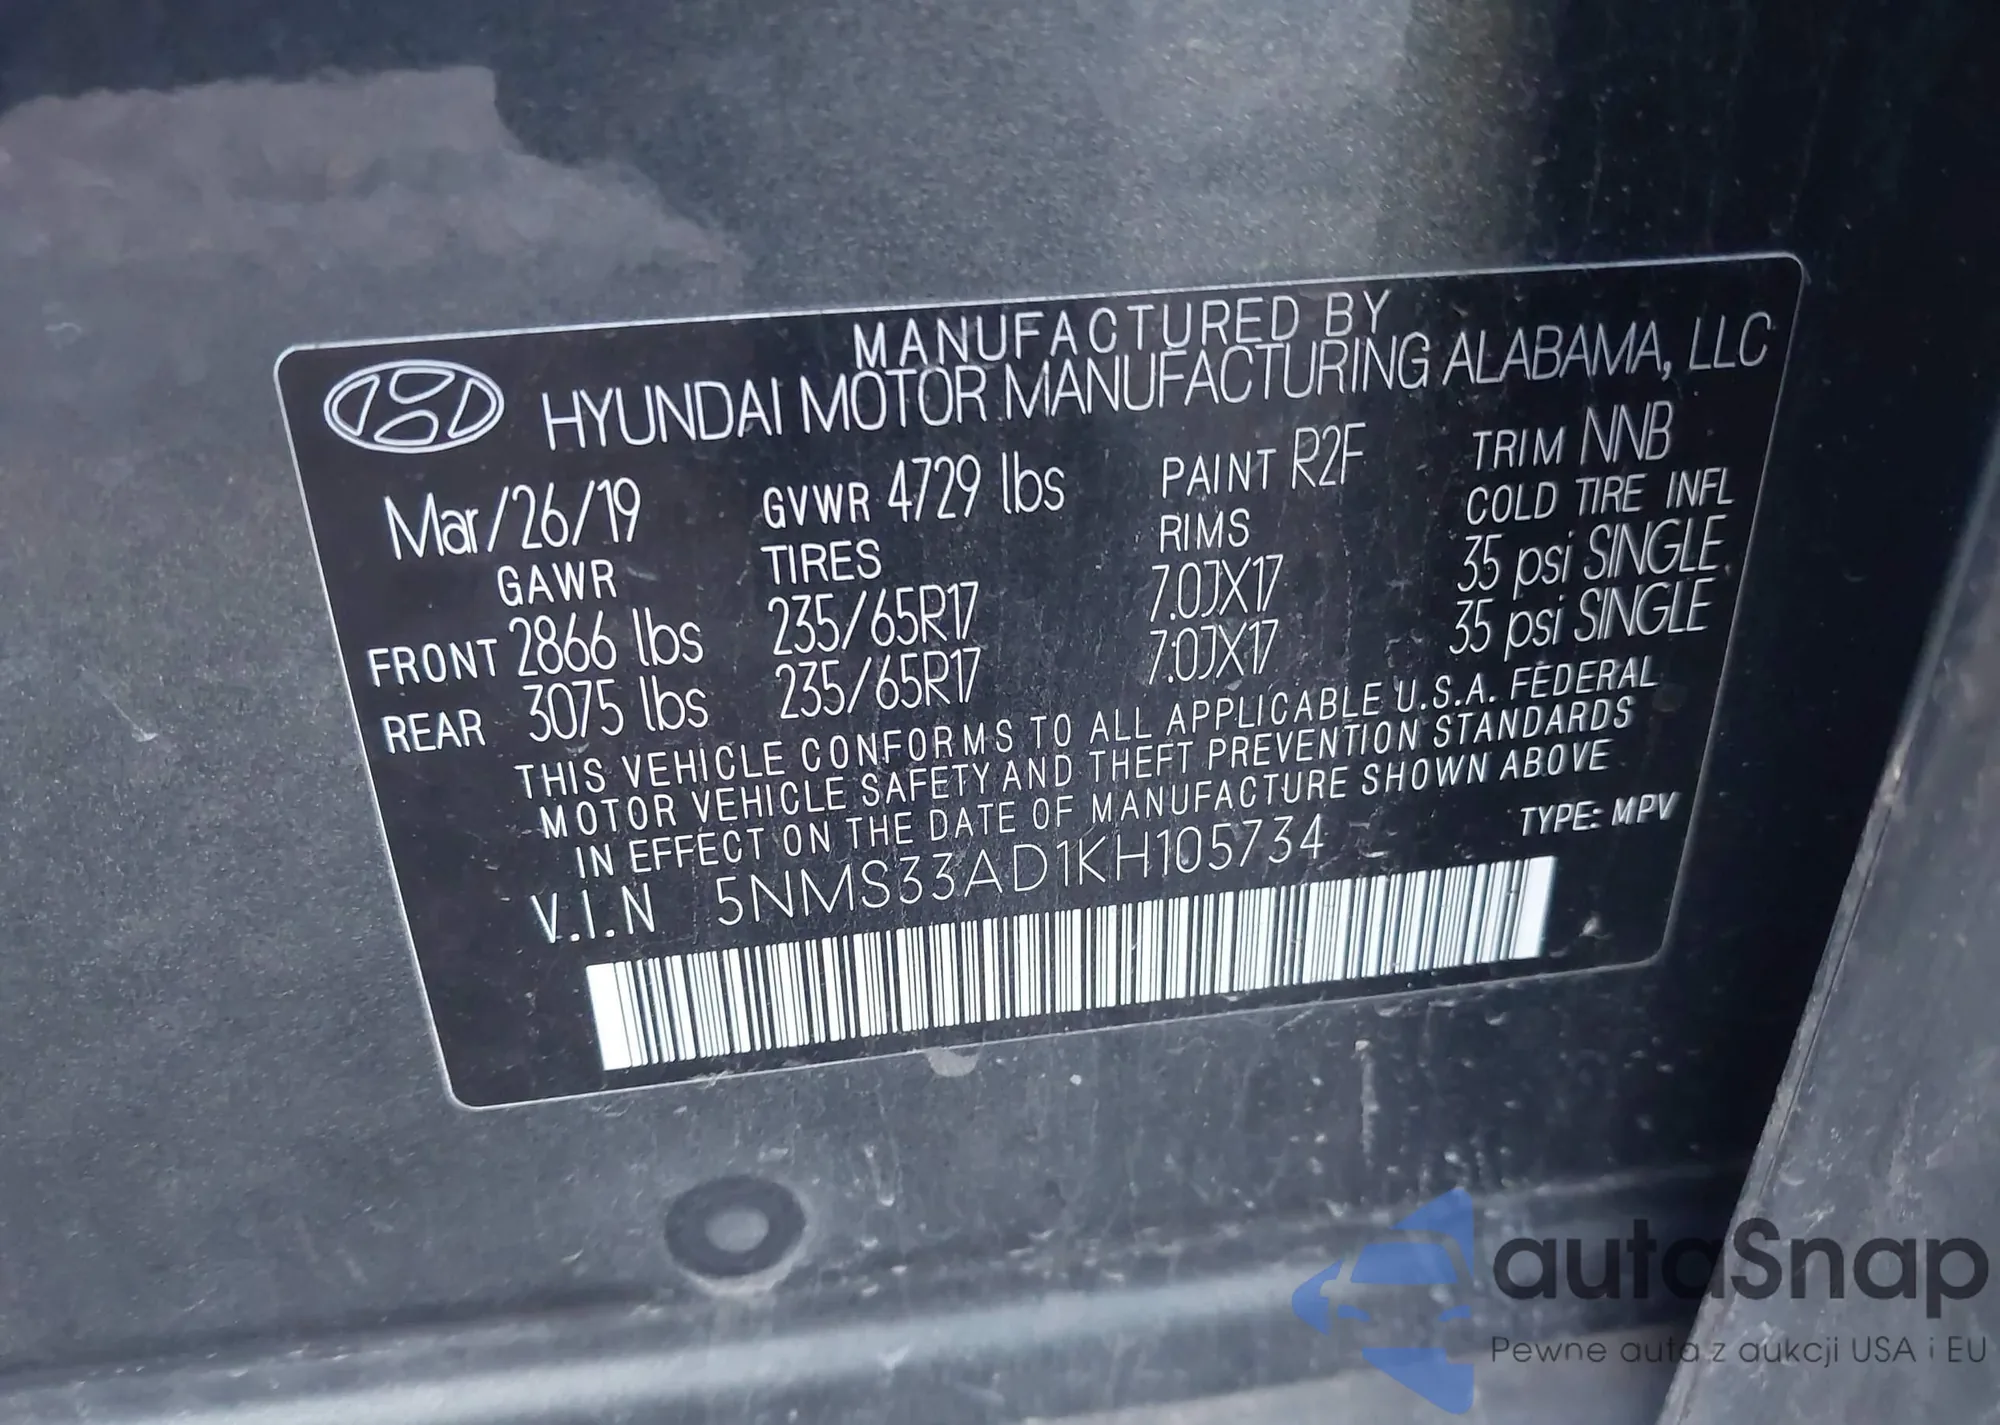 MANUFACTURED BY
HYUNDAI MOTOR MANUFACTURING ALABAMA, LLC
Mar/26/19 GVWR 4729 lbs PAINT R2F TRIM NNB
GAWR TIRES RIMS COLD TIRE INFL
FRONT 2866 lbs 235/65R17 7.0JX17 35 psi SINGLE
REAR 3075 lbs 235/65R17 7.0JX17 35 psi SINGLE
THIS VEHICLE CONFORMS TO ALL APPLICABLE U.S.A. FEDERAL
MOTOR VEHICLE SAFETY AND THEFT PREVENTION STANDARDS
IN EFFECT ON THE DATE OF MANUFACTURE SHOWN ABOVE
V.I.N 5NMS33AD1KH105734 TYPE: MPV
autaSnap
Pewne auta z aukcji USA i EU